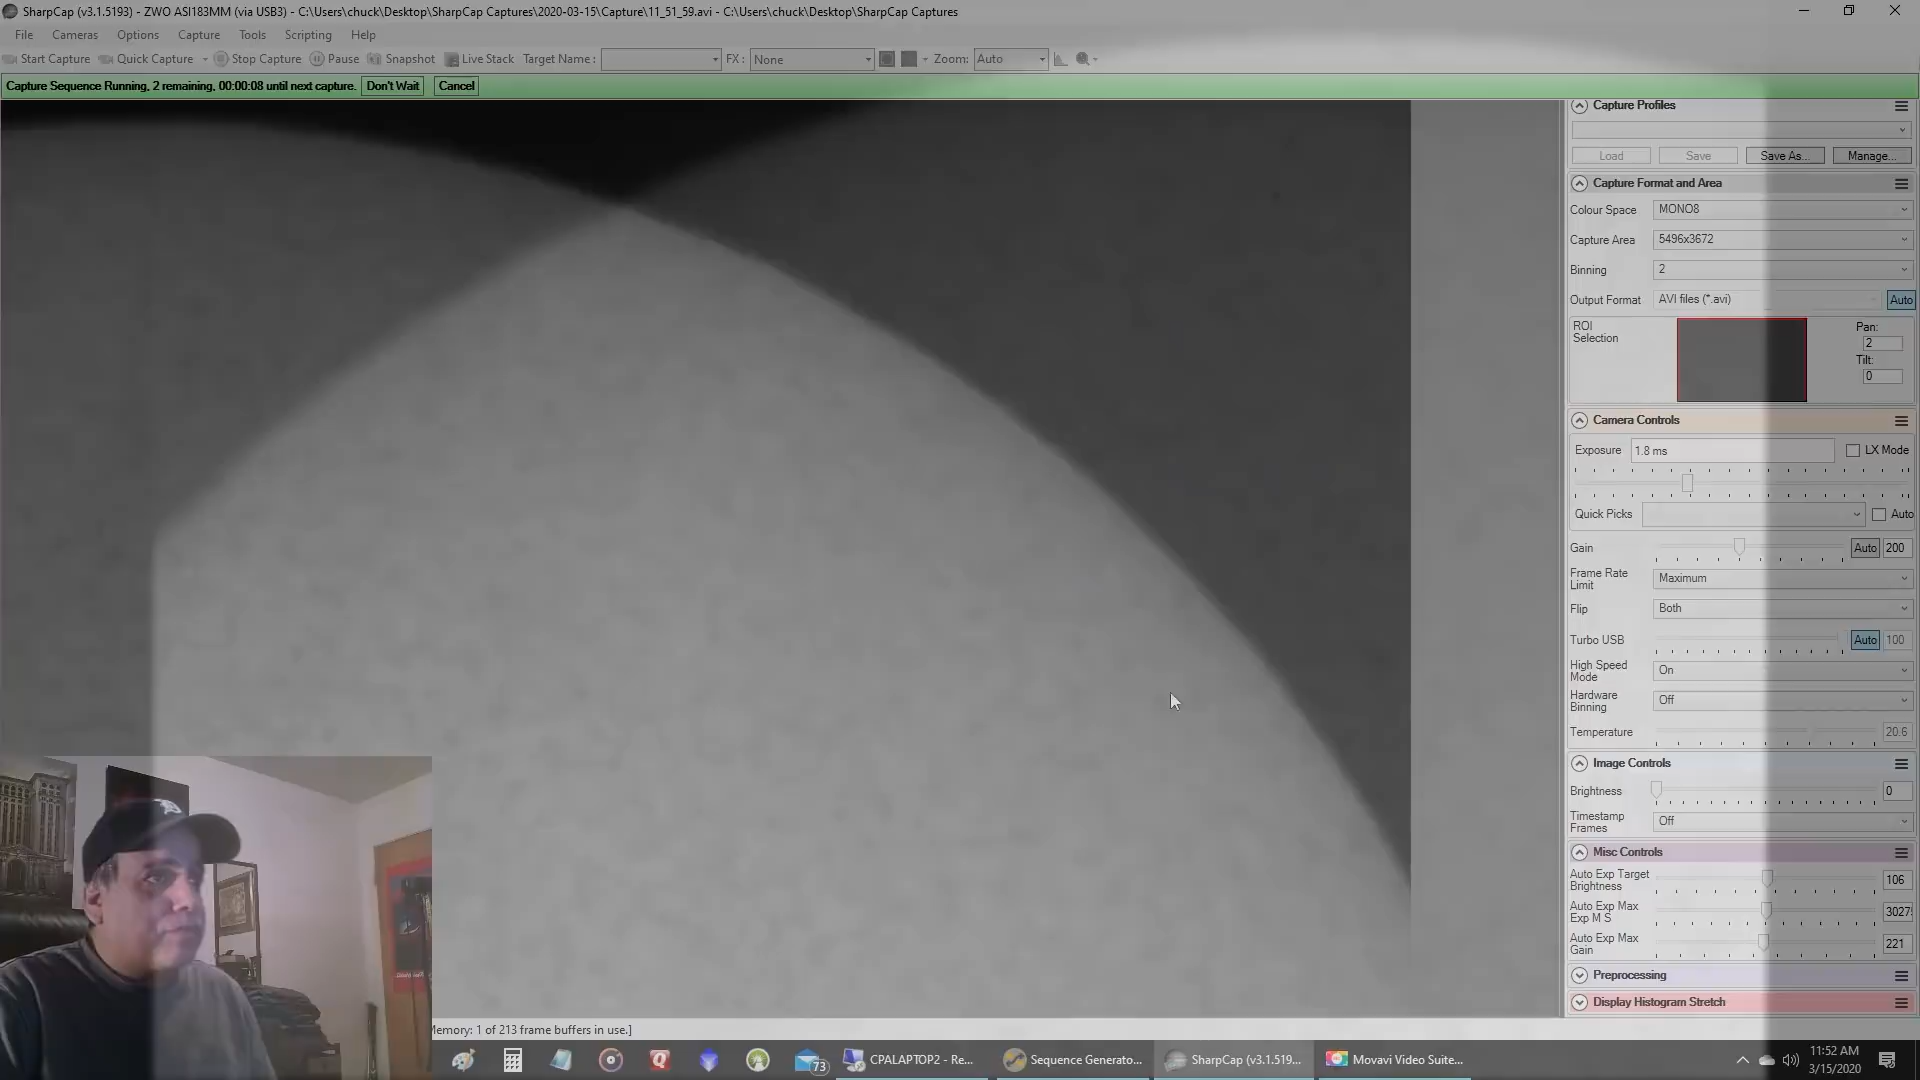 SharpCap (v3.1.5193) - ZWO ASI183MM (via USB3) - C:\Users\chuck\Desktop\SharpCap Captures\2020-03-15\Capture\11_51_59.avi - C:\Users\chuck\Desktop\SharpCap Captures
File Cameras Options Capture Tools Scripting Help
Start Capture Quick Capture Stop Capture Pause Snapshot Live Stack Target Name : FX : None Zoom: Auto
Capture Sequence Running, 2 remaining, 00:00:08 until next capture. Don't Wait Cancel
Capture Profiles
Load Save Save As... Manage...
Capture Format and Area
Colour Space MONO8
Capture Area 5496x3672
Binning 2
Output Format AVI files (*.avi) Auto
ROI Selection
Pan:
2
Tilt:
0
Camera Controls
Exposure 1.8 ms LX Mode
Quick Picks Auto
Gain Auto 200
Frame Rate Limit Maximum
Flip Both
Turbo USB Auto 100
High Speed Mode On
Hardware Binning Off
Temperature 20.6
Image Controls
Brightness 0
Timestamp Frames Off
Misc Controls
Auto Exp Target Brightness 106
Auto Exp Max Exp M S 3027
Auto Exp Max Gain 221
Preprocessing
Display Histogram Stretch
Memory: 1 of 213 frame buffers in use.]
73 CPALAPTOP2 - Re... Sequence Generato... SharpCap (v3.1.519... Movavi Video Suite... 11:52 AM
3/15/2020